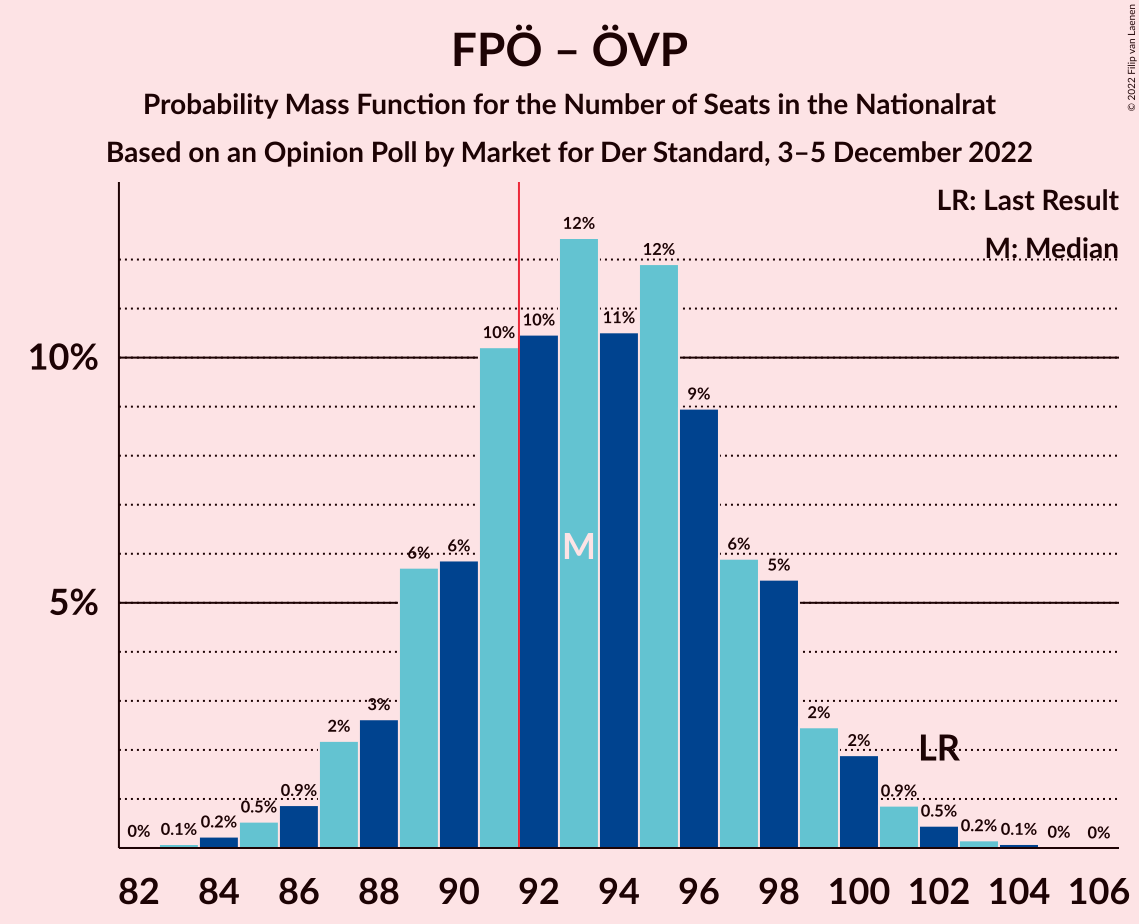 FPÖ – ÖVP
Probability Mass Function for the Number of Seats in the Nationalrat
Based on an Opinion Poll by Market for Der Standard, 3–5 December 2022
© 2022 Filip van Laenen
LR: Last Result
M: Median
10%
5%
0% 0.1% 0.2% 0.5% 0.9% 2% 3% 6% 6% 10% 10% 12% 11% 12% 9% 6% 5% 2% 2% 0.9% 0.5% 0.2% 0.1% 0% 0%
M
LR
82 84 86 88 90 92 94 96 98 100 102 104 106